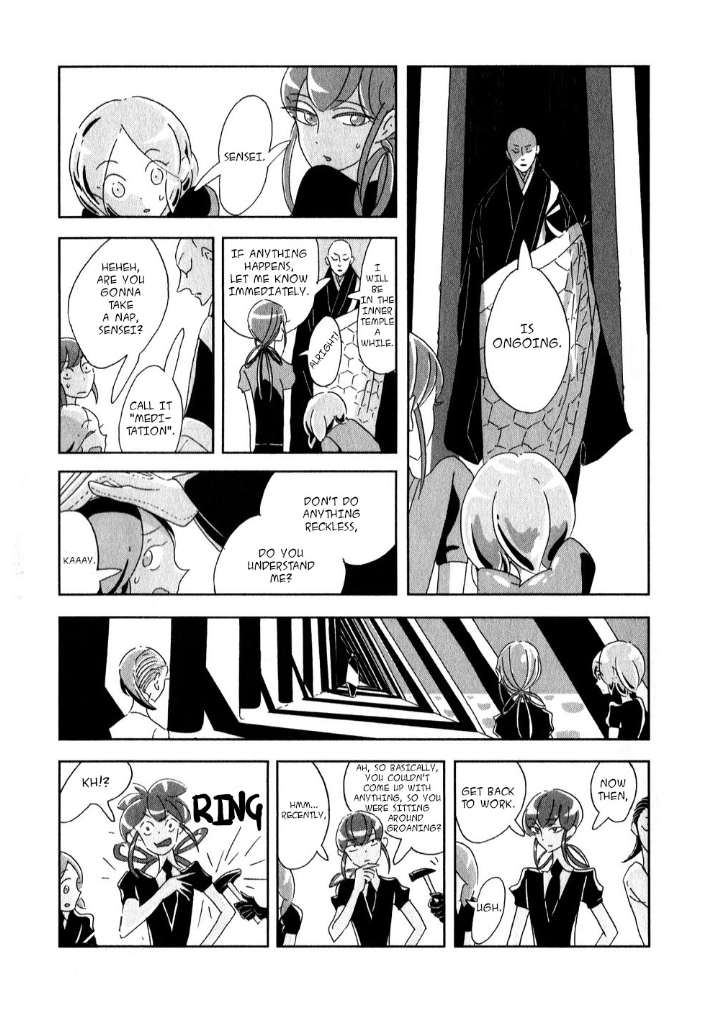 IS
ONGOING.
SENSEI.
I
WILL
BE
IN THE
INNER
TEMPLE
A
WHILE.
IF ANYTHING
HAPPENS,
LET ME KNOW
IMMEDIATELY.
ALRIGHT!
HEHEH,
ARE YOU
GONNA
TAKE
A NAP,
SENSEI?
CALL IT
"MEDI-
TATION".
DON'T DO
ANYTHING
RECKLESS,
DO YOU
UNDERSTAND
ME?
KAAAY.
NOW
THEN,
GET BACK
TO WORK.
UGH.
AH, SO BASICALLY,
YOU COULDN'T
COME UP WITH
ANYTHING, SO YOU
WERE SITTING
AROUND
GROANING?
HMM...
RECENTLY,
RING
KH!?